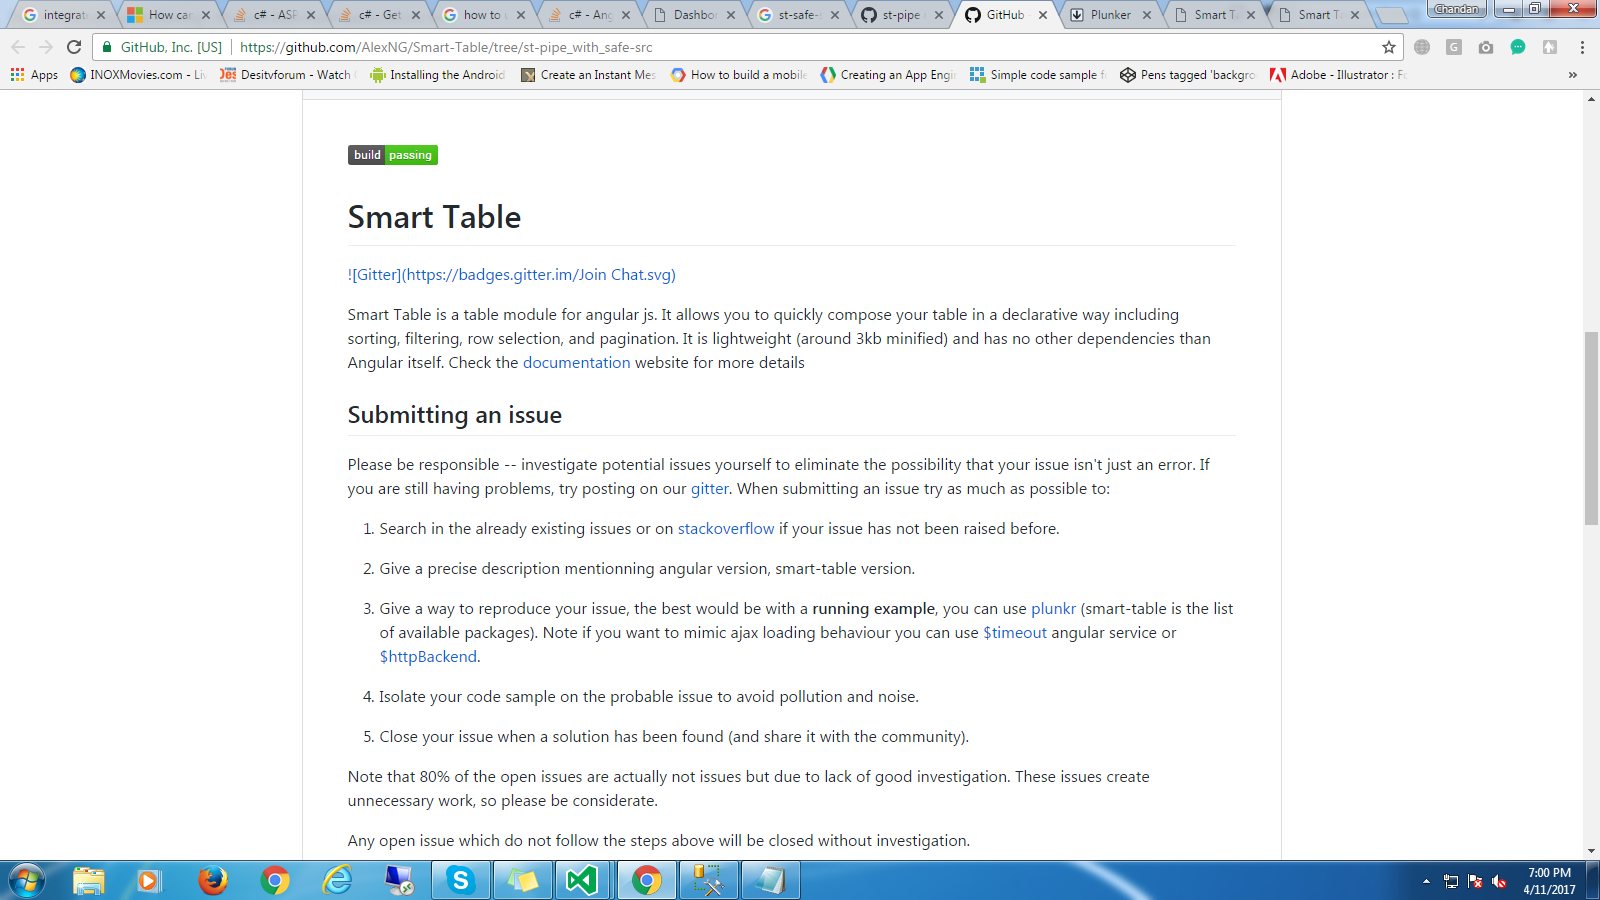 integrat
How can
c# - ASP
c# - Get
how to u
c# - Ang
Dashbo
st-safe-s
st-pipe
GitHub
Plunker
Smart T
Smart T
Chandan
GitHub, Inc. [US]
https://github.com/AlexNG/Smart-Table/tree/st-pipe_with_safe-src
Apps
INOXMovies.com - Li
Desitvforum - Watch
Installing the Android
Create an Instant Mes
How to build a mobile
Creating an App Engi
Simple code sample f
Pens tagged 'backgro
Adobe - Illustrator : F
»
build passing
Smart Table
![Gitter](https://badges.gitter.im/Join Chat.svg)
Smart Table is a table module for angular js. It allows you to quickly compose your table in a declarative way including
sorting, filtering, row selection, and pagination. It is lightweight (around 3kb minified) and has no other dependencies than
Angular itself. Check the documentation website for more details
Submitting an issue
Please be responsible -- investigate potential issues yourself to eliminate the possibility that your issue isn't just an error. If
you are still having problems, try posting on our gitter. When submitting an issue try as much as possible to:
1. Search in the already existing issues or on stackoverflow if your issue has not been raised before.
2. Give a precise description mentionning angular version, smart-table version.
3. Give a way to reproduce your issue, the best would be with a running example, you can use plunkr (smart-table is the list
of available packages). Note if you want to mimic ajax loading behaviour you can use $timeout angular service or
$httpBackend.
4. Isolate your code sample on the probable issue to avoid pollution and noise.
5. Close your issue when a solution has been found (and share it with the community).
Note that 80% of the open issues are actually not issues but due to lack of good investigation. These issues create
unnecessary work, so please be considerate.
Any open issue which do not follow the steps above will be closed without investigation.
7:00 PM
4/11/2017